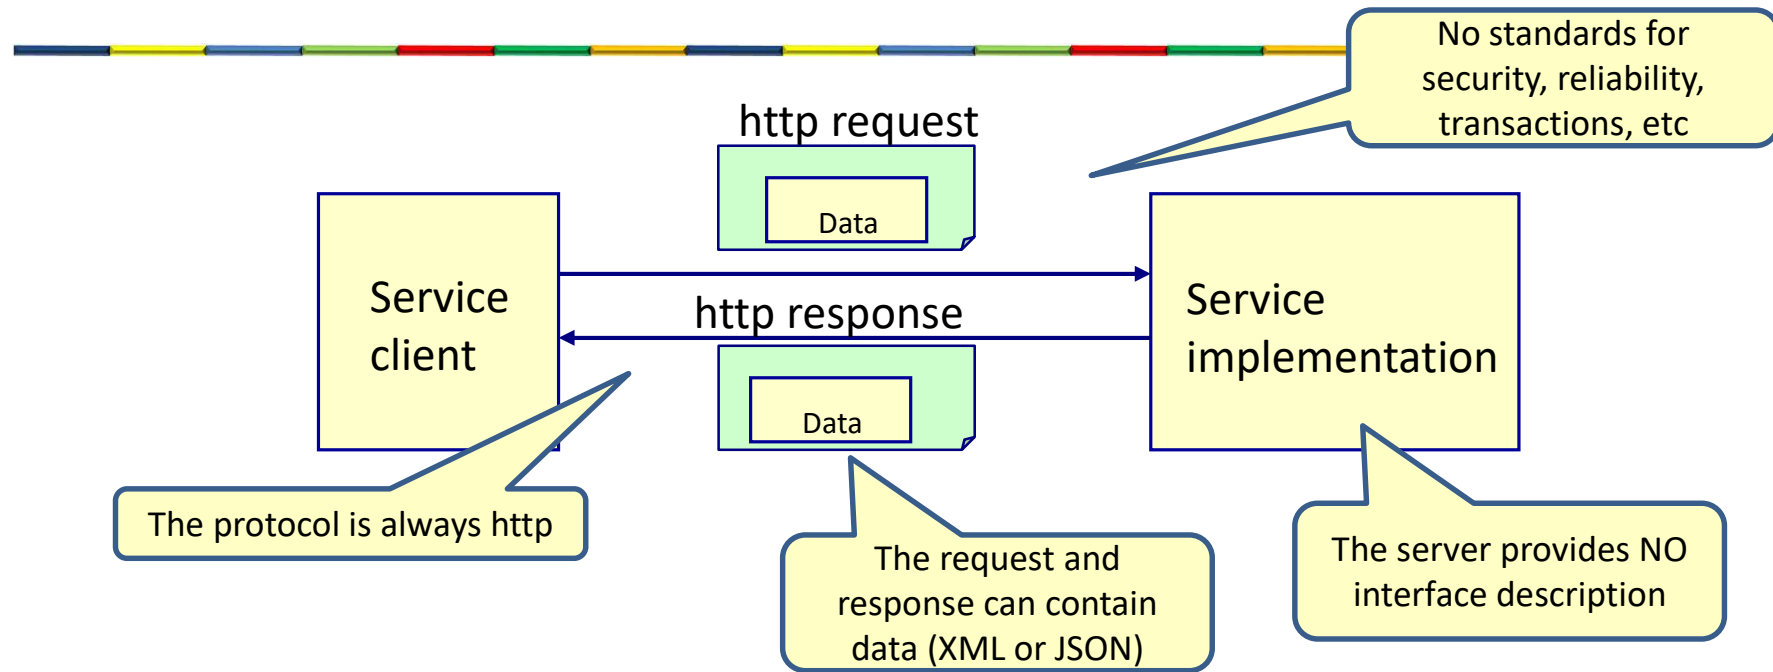 No standards for
security, reliability,
transactions, etc
http request
Data
Service
client
http response
Service
implementation
Data
The protocol is always http
The request and
response can contain
data (XML or JSON)
The server provides NO
interface description